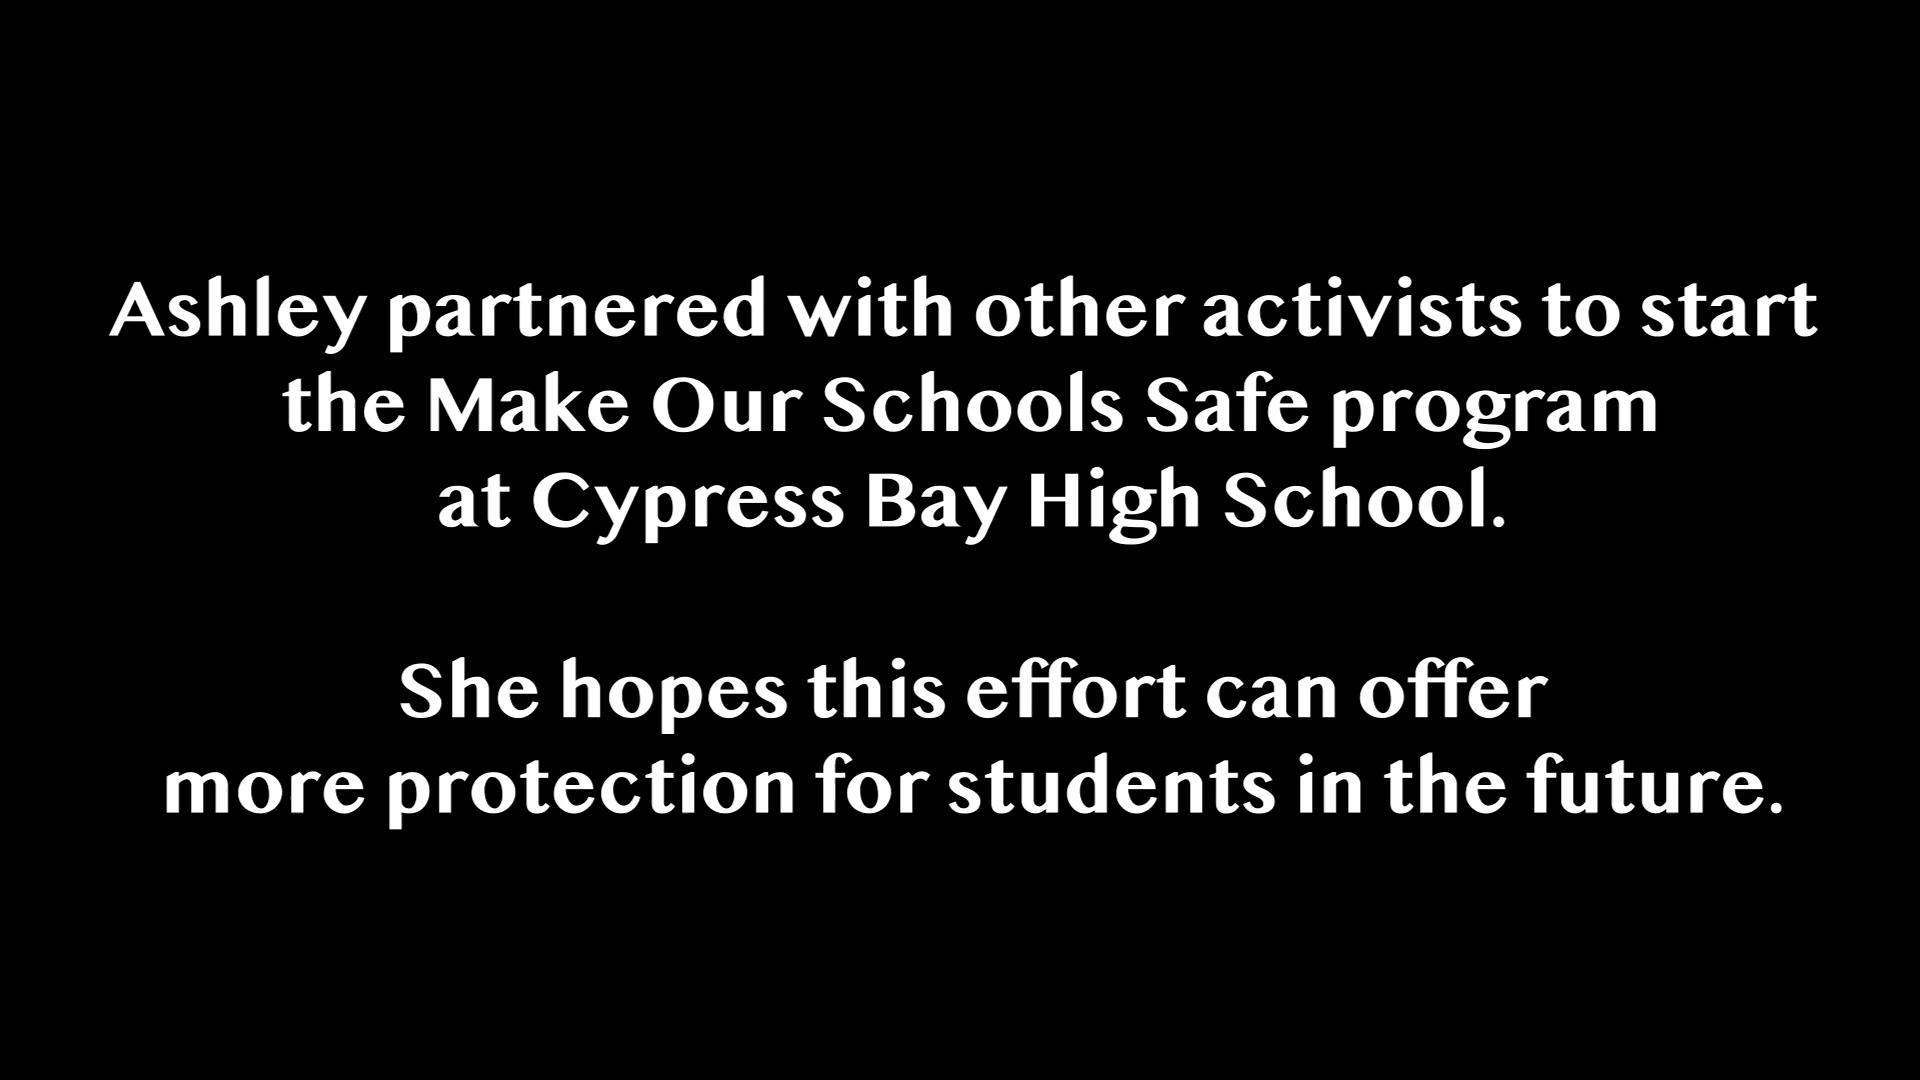 Ashley partnered with other activists to start
the Make Our Schools Safe program
at Cypress Bay High School.
She hopes this effort can offer
more protection for students in the future.